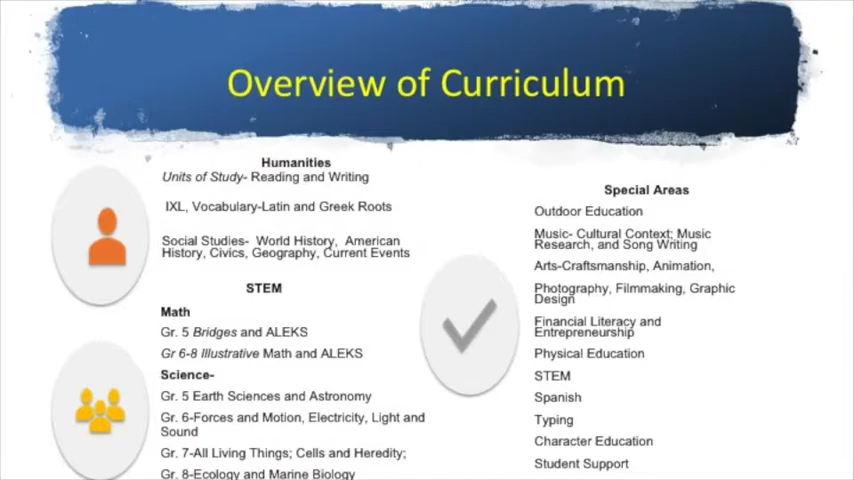 Overview of Curriculum
Humanities
Units of Study- Reading and Writing
IXL, Vocabulary-Latin and Greek Roots
Social Studies- World History, American
History, Civics, Geography, Current Events
STEM
Math
Gr. 5 Bridges and ALEKS
Gr 6-8 Illustrative Math and ALEKS
Science-
Gr. 5 Earth Sciences and Astronomy
Gr. 6-Forces and Motion, Electricity, Light and
Sound
Gr. 7-All Living Things; Cells and Heredity;
Gr. 8-Ecology and Marine Biology
Special Areas
Outdoor Education
Music- Cultural Context; Music
Research, and Song Writing
Arts-Craftsmanship, Animation,
Photography, Filmmaking, Graphic
Design
Financial Literacy and
Entrepreneurship
Physical Education
STEM
Spanish
Typing
Character Education
Student Support